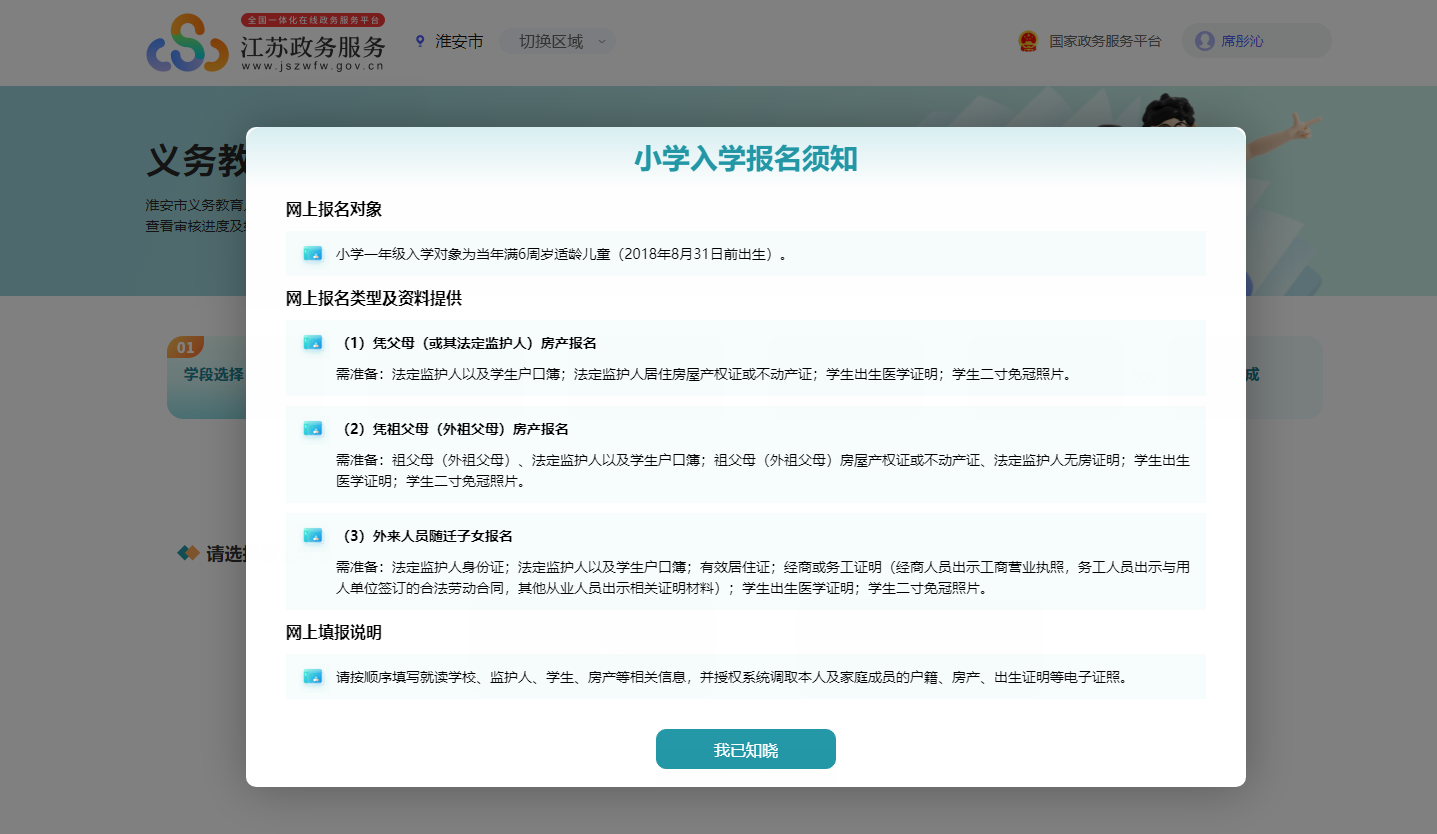 全国一体化在线政务服务平台
江苏政务服务
www.jszwfw.gov.cn
淮安市
切换区域
国家政务服务平台
席彤沁
义务教
淮安市义务教育
查看审核进度及
小学入学报名须知
网上报名对象
小学一年级入学对象为当年满6周岁适龄儿童（2018年8月31日前出生）。
网上报名类型及资料提供
（1）凭父母（或其法定监护人）房产报名
需准备：法定监护人以及学生户口簿；法定监护人居住房屋产权证或不动产证；学生出生医学证明；学生二寸免冠照片。
（2）凭祖父母（外祖父母）房产报名
需准备：祖父母（外祖父母）、法定监护人以及学生户口簿；祖父母（外祖父母）房屋产权证或不动产证、法定监护人无房证明；学生出生
医学证明；学生二寸免冠照片。
（3）外来人员随迁子女报名
需准备：法定监护人身份证；法定监护人以及学生户口簿；有效居住证；经商或务工证明（经商人员出示工商营业执照，务工人员出示与用
人单位签订的合法劳动合同，其他从业人员出示相关证明材料）；学生出生医学证明；学生二寸免冠照片。
网上填报说明
请按顺序填写就读学校、监护人、学生、房产等相关信息，并授权系统调取本人及家庭成员的户籍、房产、出生证明等电子证照。
我已知晓
01
学段选择
成
请选